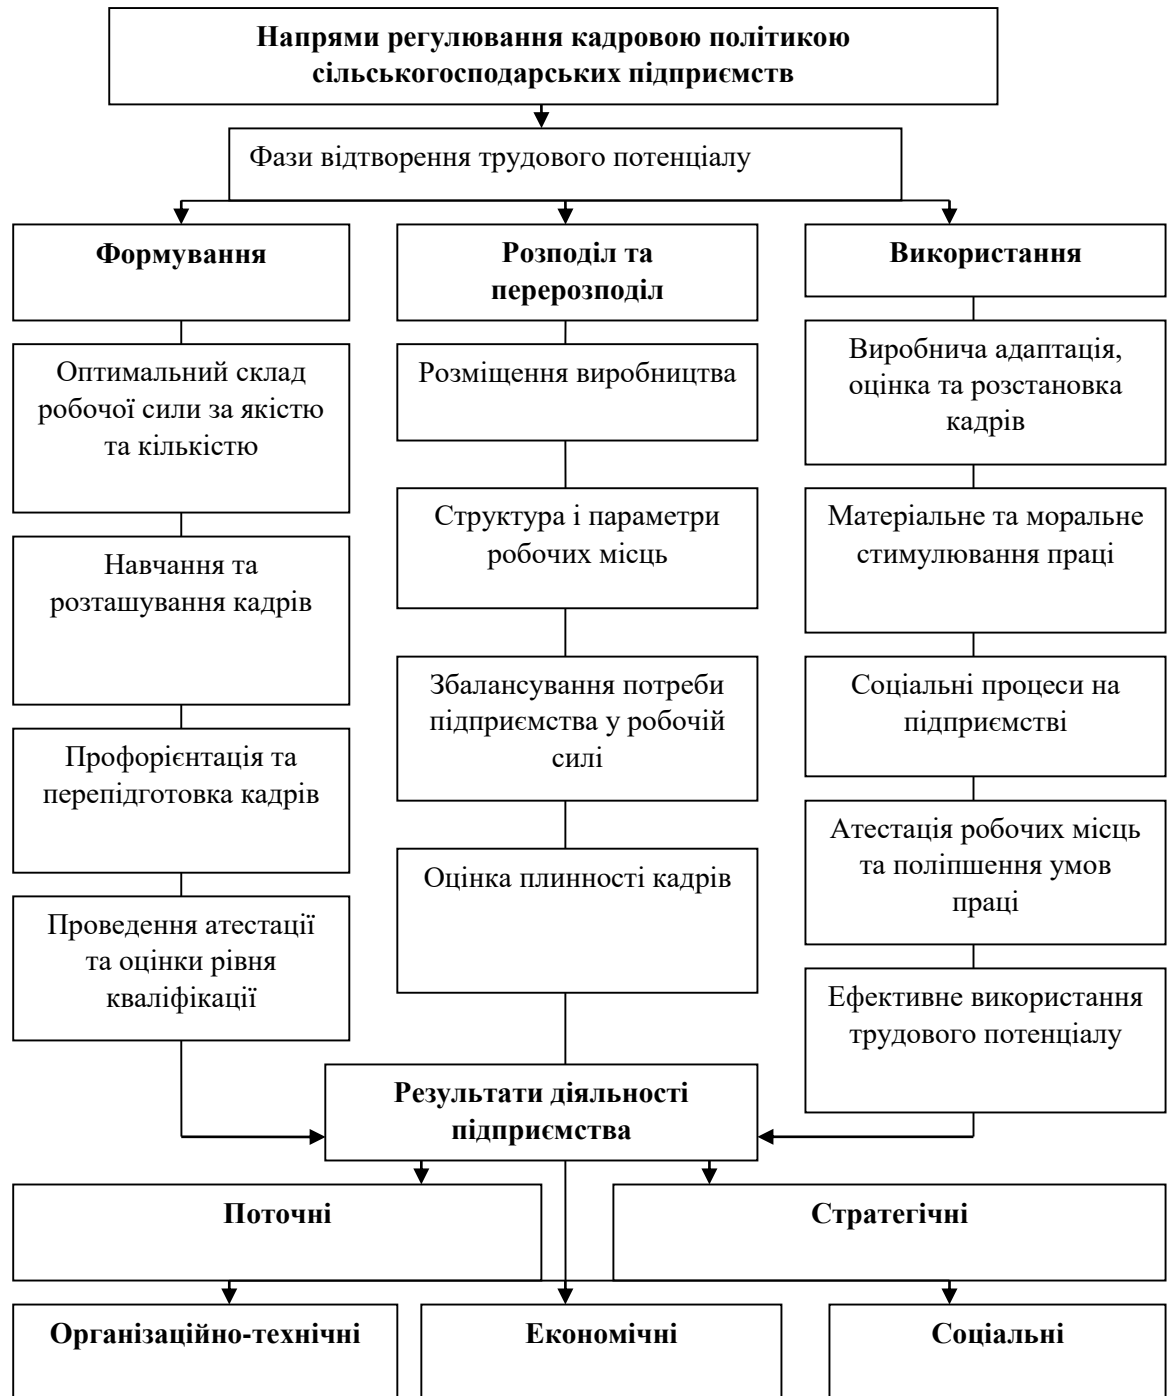 Напрями регулювання кадровою політикою
сільськогосподарських підприємств
Фази відтворення трудового потенціалу
Формування
Розподіл та
перерозподіл
Використання
Оптимальний склад
робочої сили за якістю
та кількістю
Навчання та
розташування кадрів
Профорієнтація та
перепідготовка кадрів
Проведення атестації
та оцінки рівня
кваліфікації
Розміщення виробництва
Структура і параметри
робочих місць
Збалансування потреби
підприємства у робочій
силі
Оцінка плинності кадрів
Виробнича адаптація,
оцінка та розстановка
кадрів
Матеріальне та моральне
стимулювання праці
Соціальні процеси на
підприємстві
Атестація робочих місць
та поліпшення умов
праці
Ефективне використання
трудового потенціалу
Результати діяльності
підприємства
Поточні
Стратегічні
Організаційно-технічні
Економічні
Соціальні